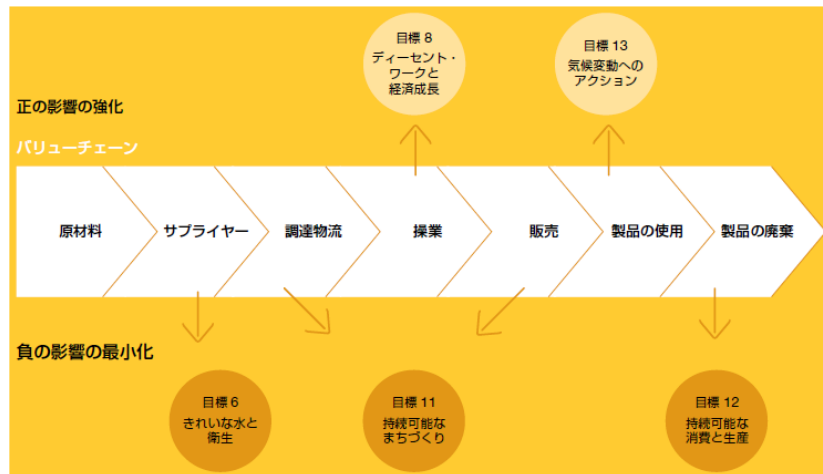 目標 8
ディーセント・
ワークと
経済成長
目標 13
気候変動への
アクション
正の影響の強化
バリューチェーン
原材料
サプライヤー
調達物流
操業
販売
製品の使用
製品の廃棄
負の影響の最小化
目標 6
きれいな水と
衛生
目標 11
持続可能な
まちづくり
目標 12
持続可能な
消費と生産